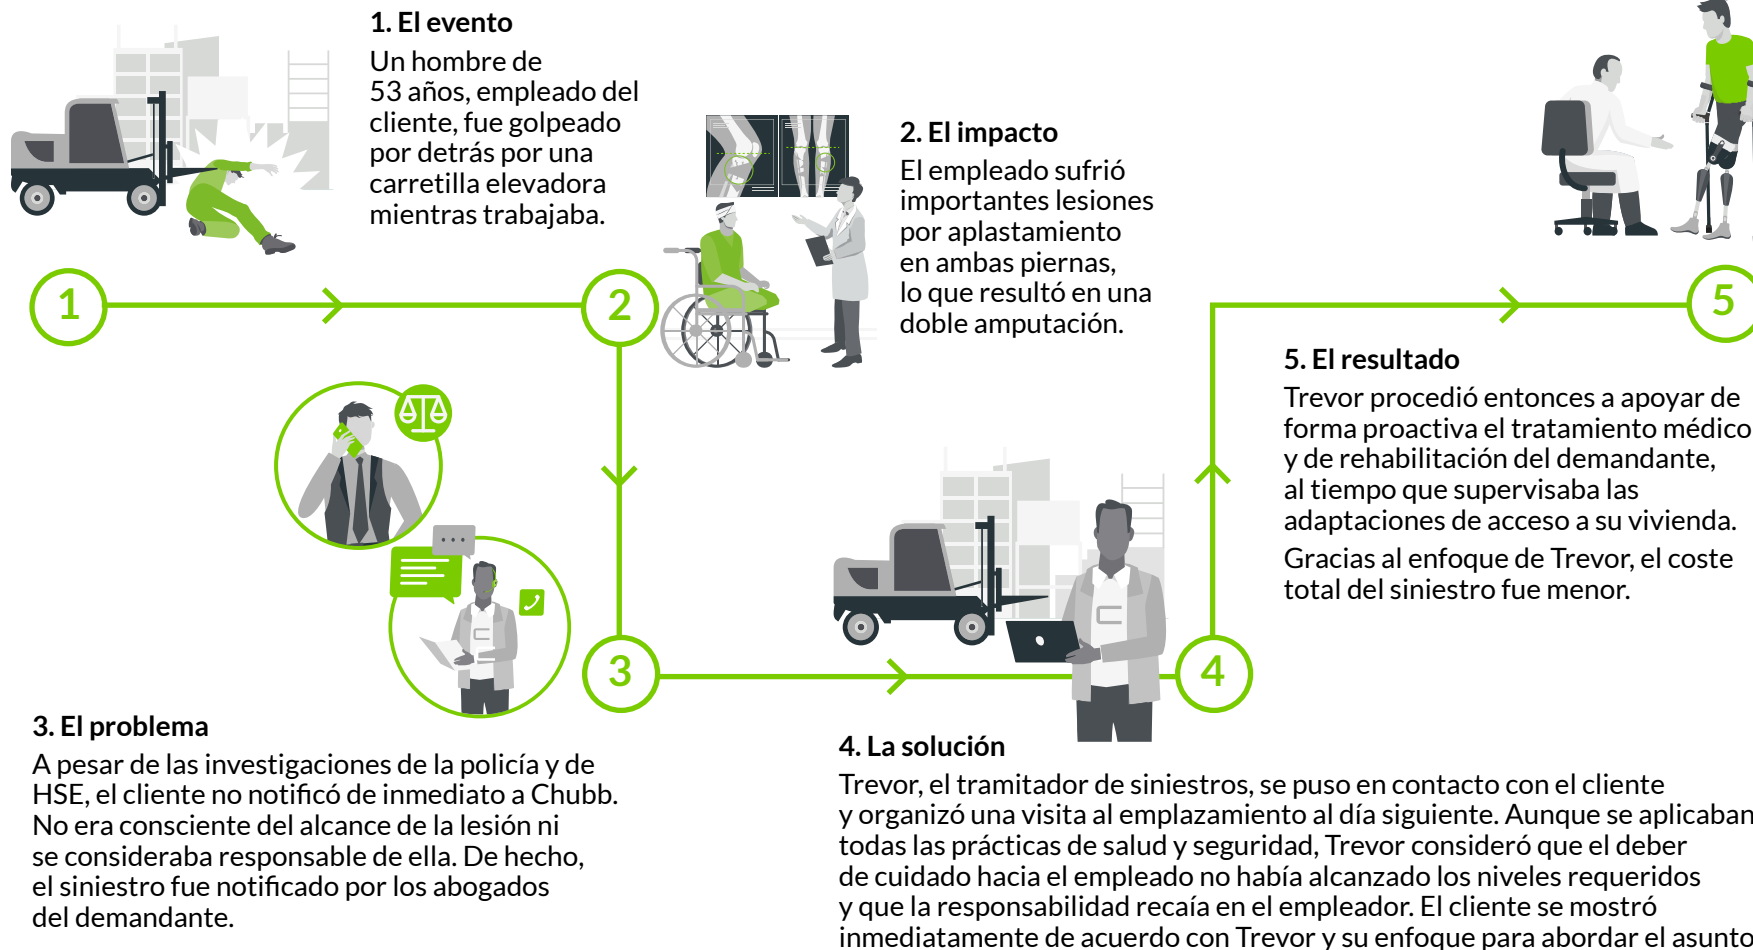 1. El evento
Un hombre de
53 años, empleado del
cliente, fue golpeado
por detrás por una
carretilla elevadora
mientras trabajaba.
2. El impacto
El empleado sufrió
importantes lesiones
por aplastamiento
en ambas piernas,
lo que resultó en una
doble amputación.
1
2
5
5. El resultado
Trevor procedió entonces a apoyar de
forma proactiva el tratamiento médico
y de rehabilitación del demandante,
al tiempo que supervisaba las
adaptaciones de acceso a su vivienda.
Gracias al enfoque de Trevor, el coste
total del siniestro fue menor.
3
4
3. El problema
A pesar de las investigaciones de la policía y de
HSE, el cliente no notificó de inmediato a Chubb.
No era consciente del alcance de la lesión ni
se consideraba responsable de ella. De hecho,
el siniestro fue notificado por los abogados
del demandante.
4. La solución
Trevor, el tramitador de siniestros, se puso en contacto con el cliente
y organizó una visita al emplazamiento al día siguiente. Aunque se aplicaban
todas las prácticas de salud y seguridad, Trevor consideró que el deber
de cuidado hacia el empleado no había alcanzado los niveles requeridos
y que la responsabilidad recaía en el empleador. El cliente se mostró
inmediatamente de acuerdo con Trevor y su enfoque para abordar el asunto